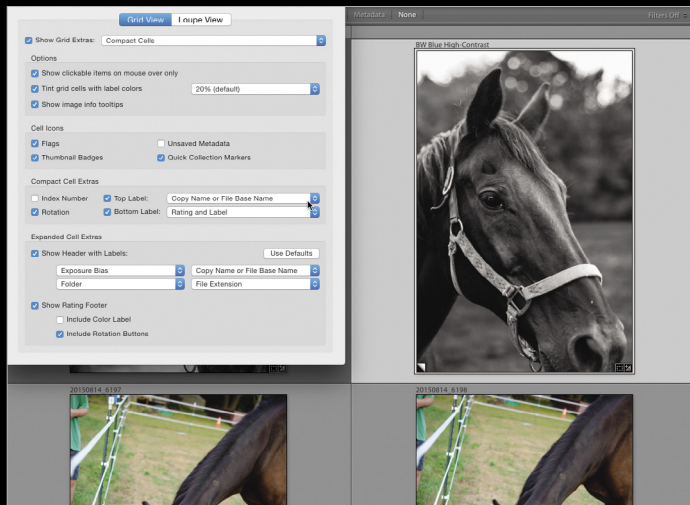 Grid View Loupe View
Metadata None Filters Off
Show Grid Extras: Compact Cells
BW Blue High-Contrast
Options
Show clickable items on mouse over only
Tint grid cells with label colors 20% (default)
Show image info tooltips
Cell Icons
Flags Unsaved Metadata
Thumbnail Badges Quick Collection Markers
Compact Cell Extras
Index Number Top Label: Copy Name or File Base Name
Rotation Bottom Label: Rating and Label
Expanded Cell Extras
Show Header with Labels: Use Defaults
Exposure Bias Copy Name or File Base Name
Folder File Extension
Show Rating Footer
Include Color Label
Include Rotation Buttons
20150814_6197 20150814_6198